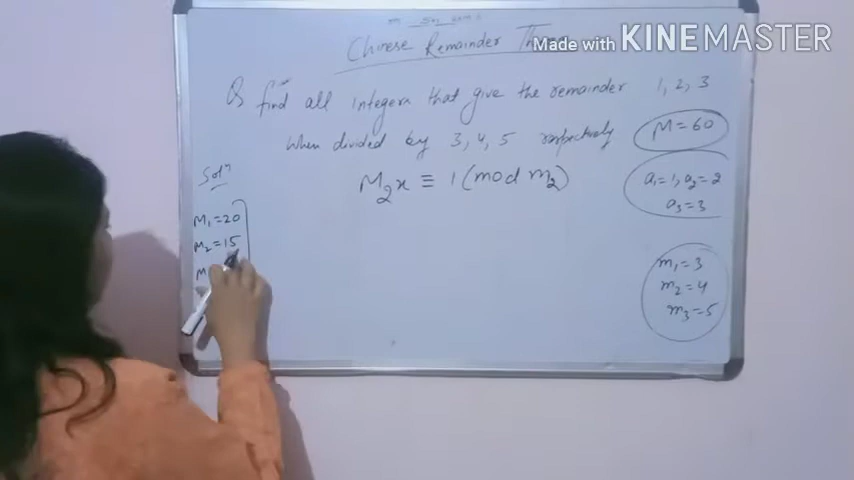 Chinese Remainder
Made with KINEMASTER
Q find all integers that give the remainder 1, 2, 3
when divided by 3, 4, 5 respectively
M = 60
M₂x ≡ 1 (mod m₂)
a₁ = 1, a₂ = 2
a₃ = 3
Solⁿ
M₁ = 20
M₂ = 15
M
m₁ = 3
m₂ = 4
m₃ = 5